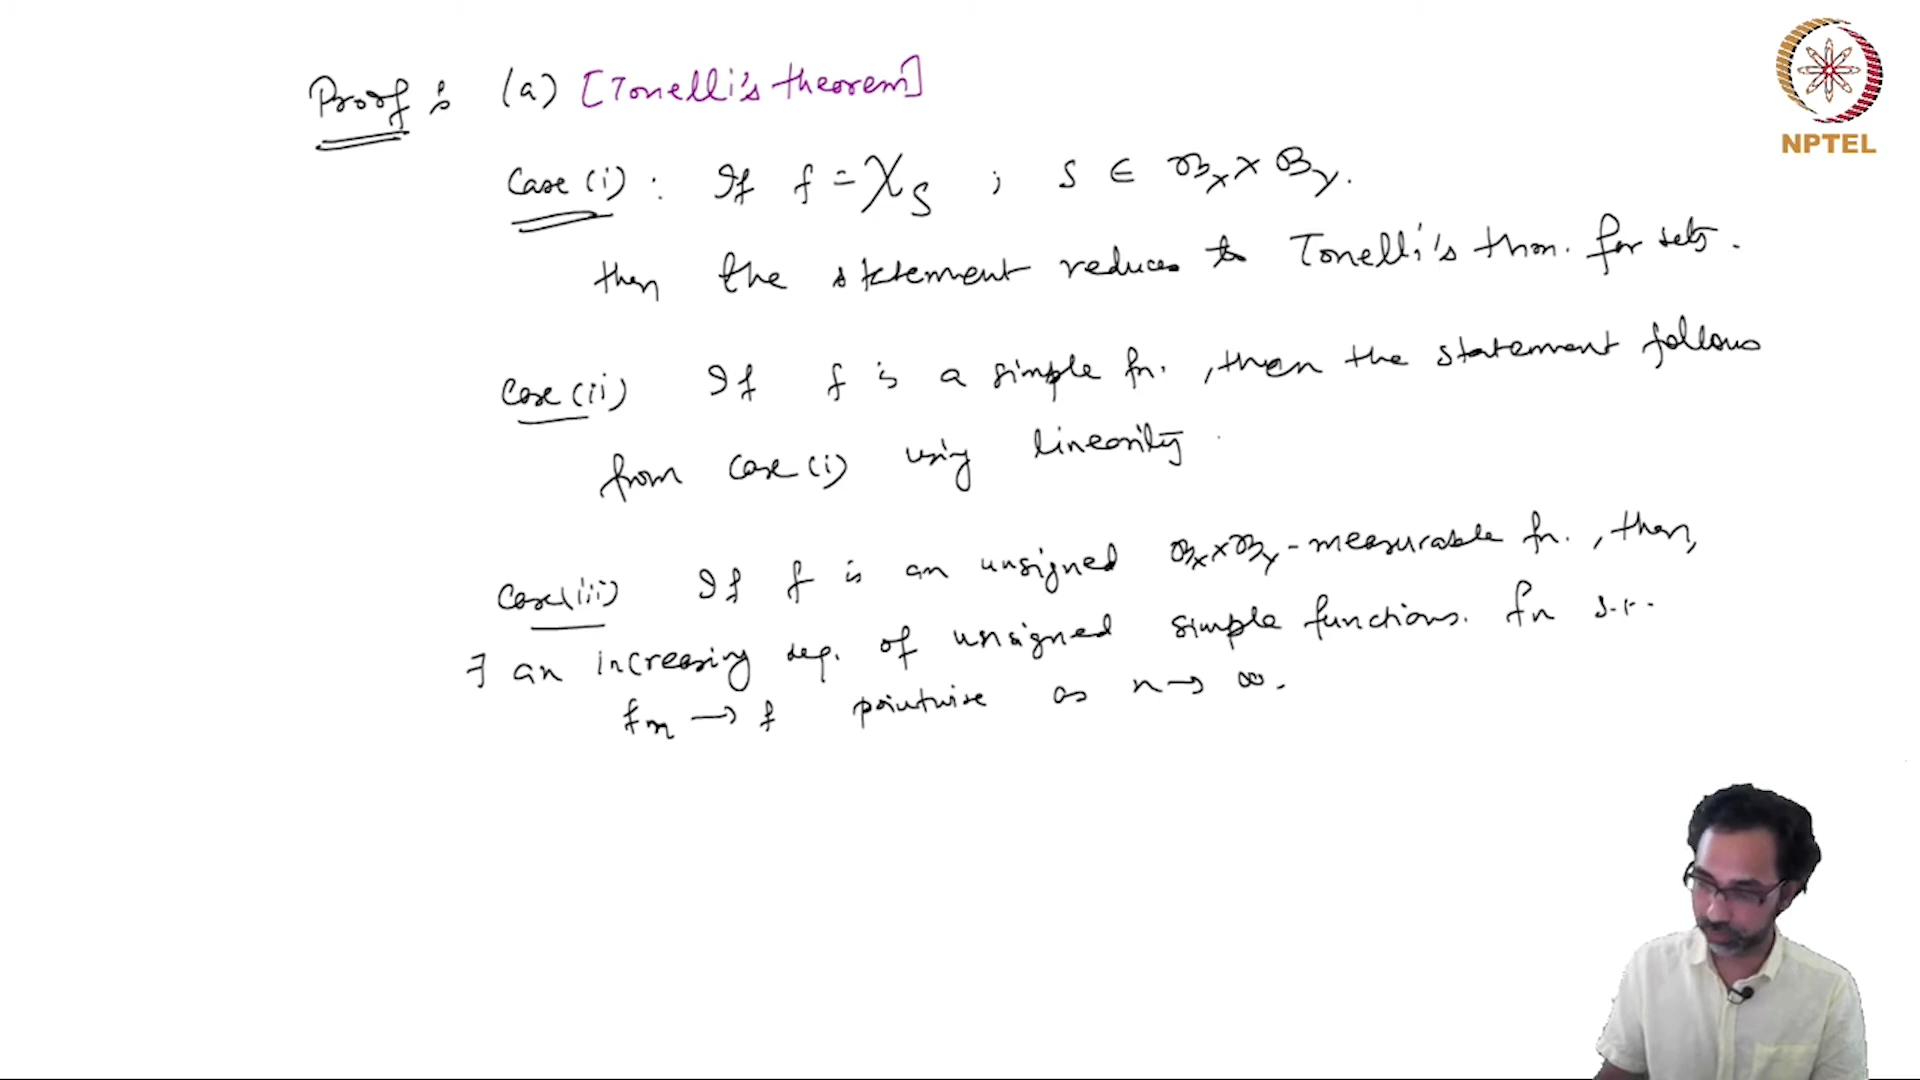 Proof : (a) [Tonelli's theorem]
NPTEL
Case (i) : If f = χ_S ; S ∈ 𝓑_X × 𝓑_Y.
then the statement reduces to Tonelli's thm. for sets.
Case (ii) If f is a simple fn. , then the statement follows
from case (i) using linearity.
Case (iii) If f is an unsigned 𝓑_X × 𝓑_Y - measurable fn. , then,
∃ an increasing seq. of unsigned simple functions. fn s.t.
f_n → f pointwise as n → ∞.